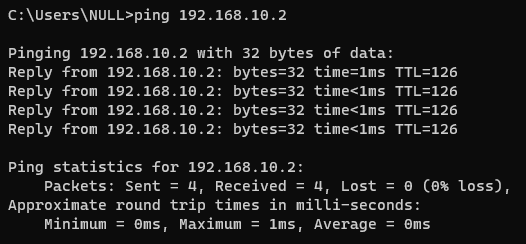 C:\Users\NULL>ping 192.168.10.2
Pinging 192.168.10.2 with 32 bytes of data:
Reply from 192.168.10.2: bytes=32 time=1ms TTL=126
Reply from 192.168.10.2: bytes=32 time<1ms TTL=126
Reply from 192.168.10.2: bytes=32 time<1ms TTL=126
Reply from 192.168.10.2: bytes=32 time<1ms TTL=126
Ping statistics for 192.168.10.2:
    Packets: Sent = 4, Received = 4, Lost = 0 (0% loss),
Approximate round trip times in milli-seconds:
    Minimum = 0ms, Maximum = 1ms, Average = 0ms